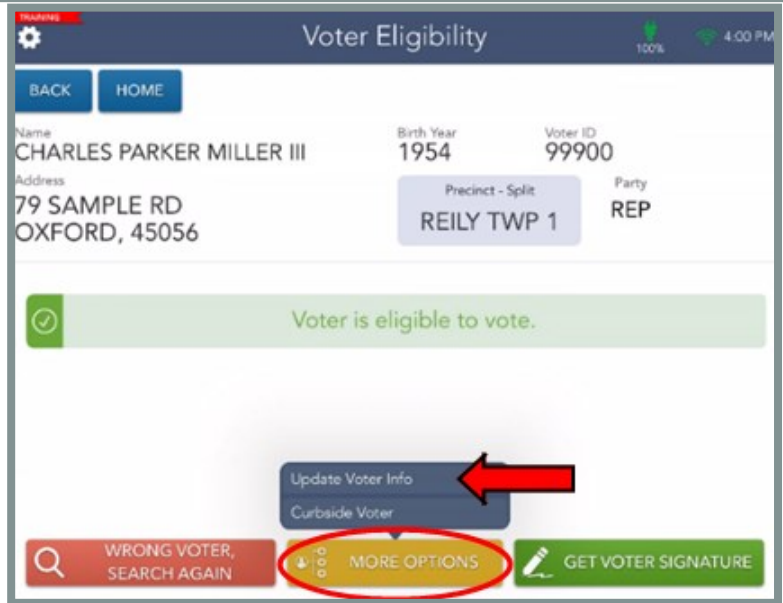 TRAINING
Voter Eligibility
100%
4:00 PM
BACK HOME
Name Birth Year Voter ID
CHARLES PARKER MILLER III 1954 99900
Address Precinct - Split Party
79 SAMPLE RD REILY TWP 1 REP
OXFORD, 45056
Voter is eligible to vote.
Update Voter Info
Curbside Voter
WRONG VOTER,
SEARCH AGAIN
MORE OPTIONS
GET VOTER SIGNATURE